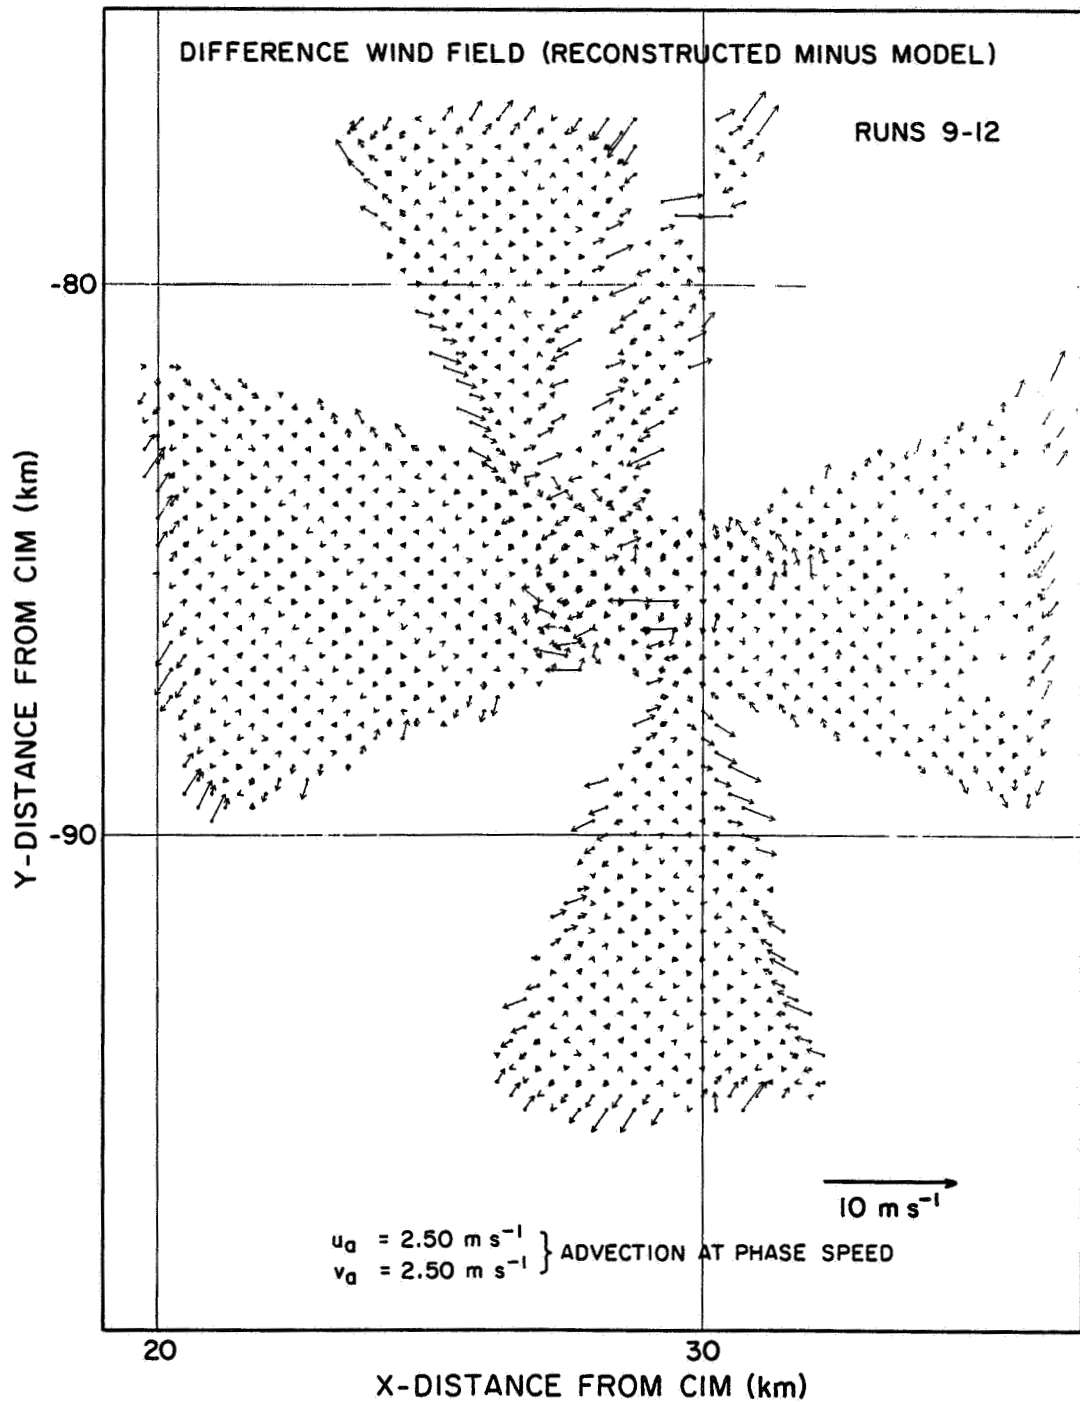 DIFFERENCE WIND FIELD (RECONSTRUCTED MINUS MODEL)
RUNS 9-12
-80
Y-DISTANCE FROM CIM (km)
-90
10 m s⁻¹
uₐ = 2.50 m s⁻¹
vₐ = 2.50 m s⁻¹
} ADVECTION AT PHASE SPEED
20 30
X-DISTANCE FROM CIM (km)